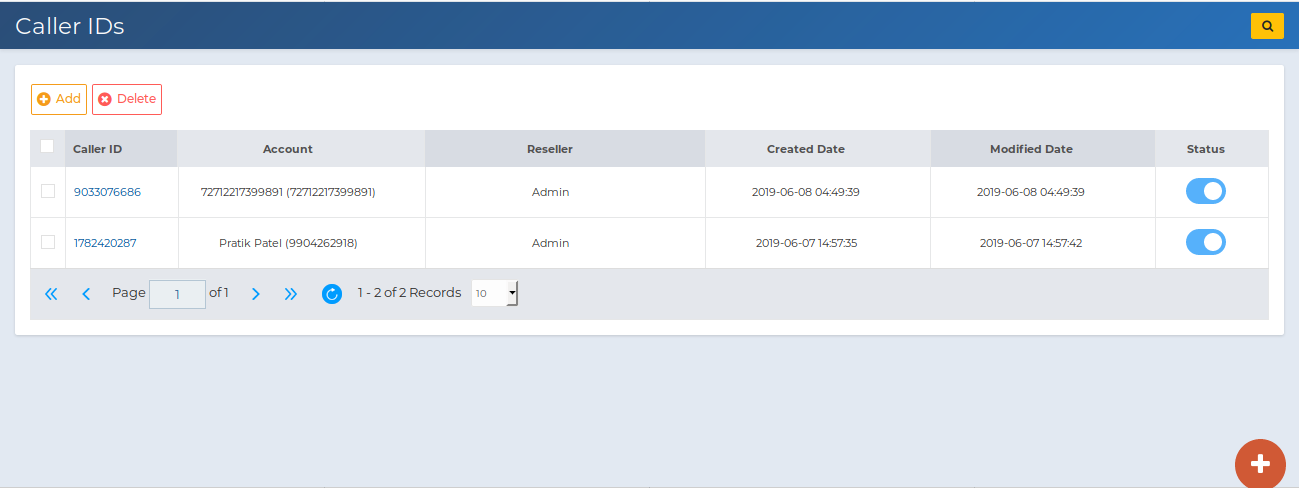 Caller IDs
Add Delete
Caller ID Account Reseller Created Date Modified Date Status
9033076686 72712217399891 (72712217399891) Admin 2019-06-08 04:49:39 2019-06-08 04:49:39
1782420287 Pratik Patel (9904262918) Admin 2019-06-07 14:57:35 2019-06-07 14:57:42
Page 1 of 1 1 - 2 of 2 Records 10